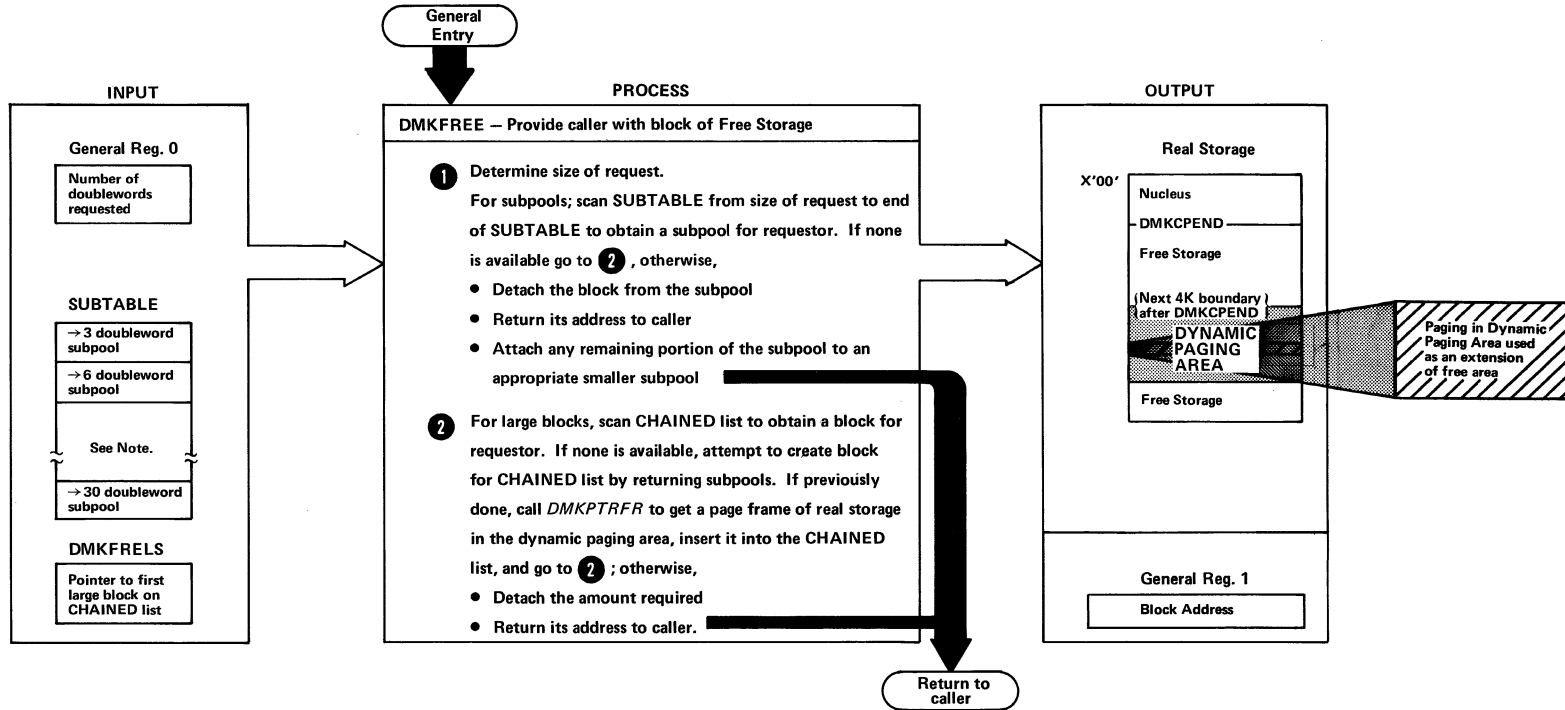 General
Entry
INPUT
General Reg. 0
Number of
doublewords
requested
SUBTABLE
→ 3 doubleword
subpool
→ 6 doubleword
subpool
See Note.
→ 30 doubleword
subpool
DMKFRELS
Pointer to first
large block on
CHAINED list
PROCESS
DMKFREE — Provide caller with block of Free Storage
1 Determine size of request.
For subpools; scan SUBTABLE from size of request to end
of SUBTABLE to obtain a subpool for requestor. If none
is available go to 2 , otherwise,
• Detach the block from the subpool
• Return its address to caller
• Attach any remaining portion of the subpool to an
appropriate smaller subpool
2 For large blocks, scan CHAINED list to obtain a block for
requestor. If none is available, attempt to create block
for CHAINED list by returning subpools. If previously
done, call DMKPTRFR to get a page frame of real storage
in the dynamic paging area, insert it into the CHAINED
list, and go to 2 ; otherwise,
• Detach the amount required
• Return its address to caller.
Return to
caller
OUTPUT
Real Storage
X'00'
Nucleus
DMKCPEND
Free Storage
(Next 4K boundary
after DMKCPEND)
DYNAMIC
PAGING
AREA
Free Storage
Paging in Dynamic
Paging Area used
as an extension
of free area
General Reg. 1
Block Address